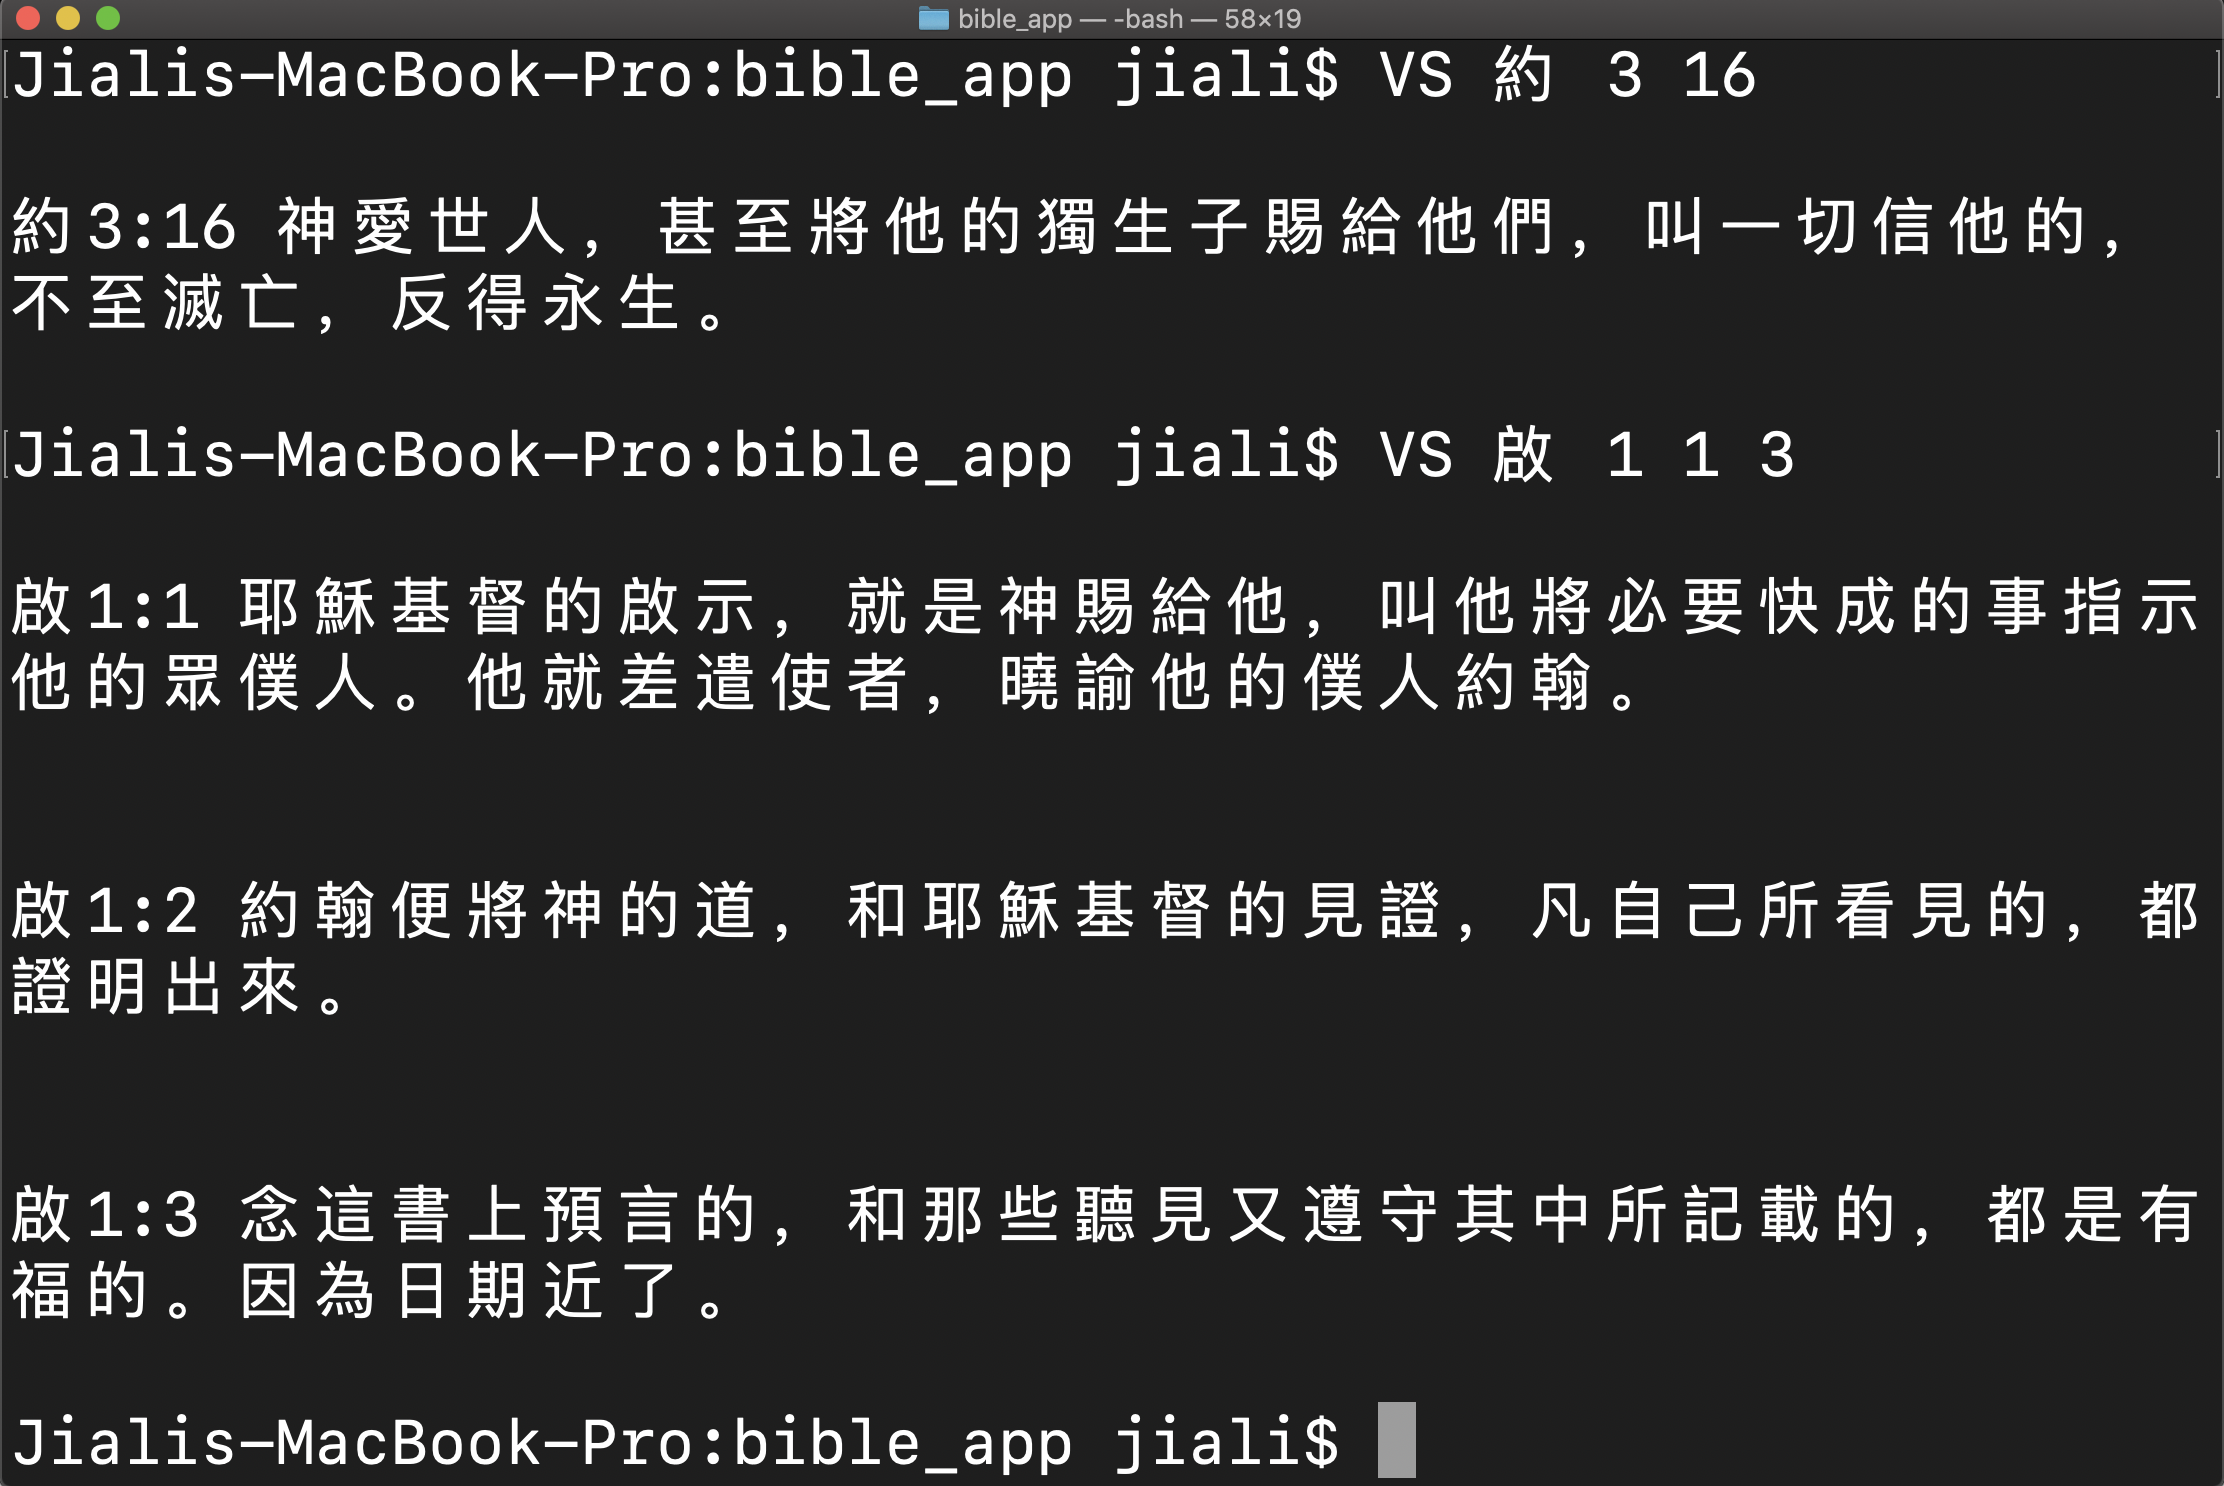 bible_app — -bash — 58×19
Jialis-MacBook-Pro:bible_app jiali$ VS 約 3 16
約3:16 神愛世人，甚至將他的獨生子賜給他們，叫一切信他的，
不至滅亡，反得永生。
Jialis-MacBook-Pro:bible_app jiali$ VS 啟 1 1 3
啟1:1 耶穌基督的啟示，就是神賜給他，叫他將必要快成的事指示
他的眾僕人。他就差遣使者，曉諭他的僕人約翰。
啟1:2 約翰便將神的道，和耶穌基督的見證，凡自己所看見的，都
證明出來。
啟1:3 念這書上預言的，和那些聽見又遵守其中所記載的，都是有
福的。因為日期近了。
Jialis-MacBook-Pro:bible_app jiali$